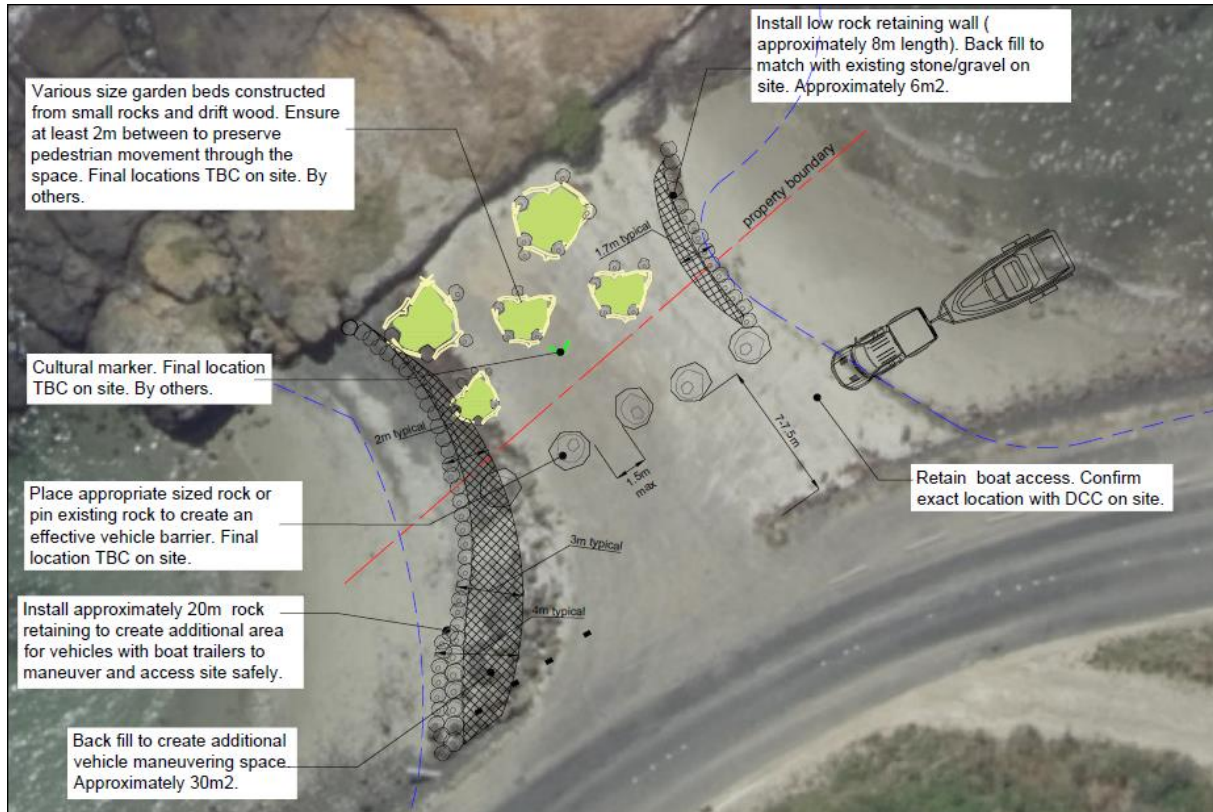 Install low rock retaining wall (
approximately 8m length). Back fill to
match with existing stone/gravel on
site. Approximately 6m2.
Various size garden beds constructed
from small rocks and drift wood. Ensure
at least 2m between to preserve
pedestrian movement through the
space. Final locations TBC on site. By
others.
property boundary
1.7m typical
Cultural marker. Final location
TBC on site. By others.
2m typical
7-7.5m
1.5m
max
Retain boat access. Confirm
exact location with DCC on site.
Place appropriate sized rock or
pin existing rock to create an
effective vehicle barrier. Final
location TBC on site.
3m typical
4m typical
Install approximately 20m rock
retaining to create additional area
for vehicles with boat trailers to
maneuver and access site safely.
Back fill to create additional
vehicle maneuvering space.
Approximately 30m2.